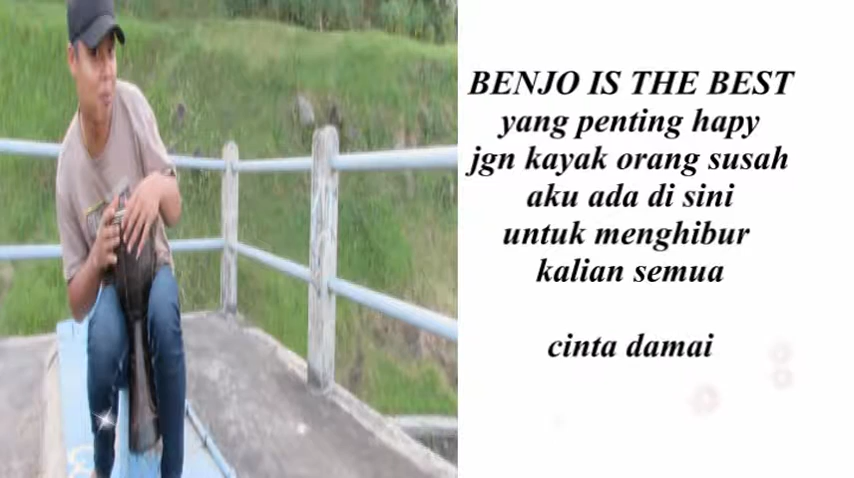 BENJO IS THE BEST
yang penting hapy
jgn kayak orang susah
aku ada di sini
untuk menghibur
kalian semua
cinta damai